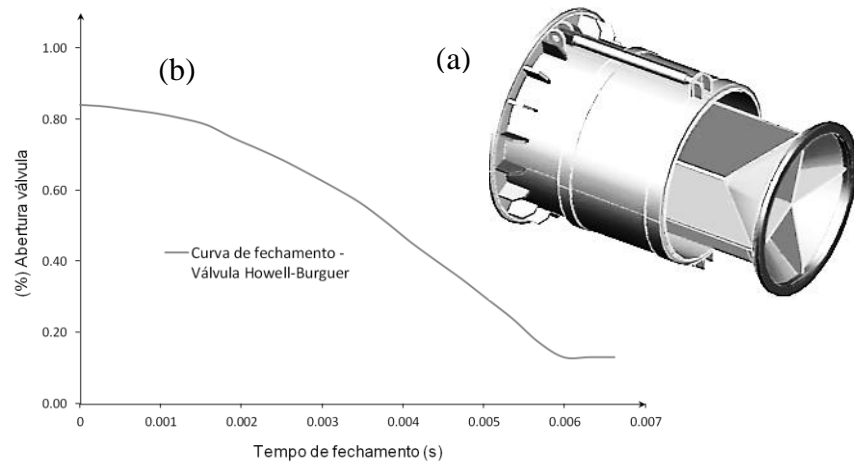 (a)
(b)
1.00
0.80
0.60
0.40
0.20
0.00
(%) Abertura válvula
Curva de fechamento -
Válvula Howell-Burguer
0
0.001
0.002
0.003
0.004
0.005
0.006
0.007
Tempo de fechamento (s)